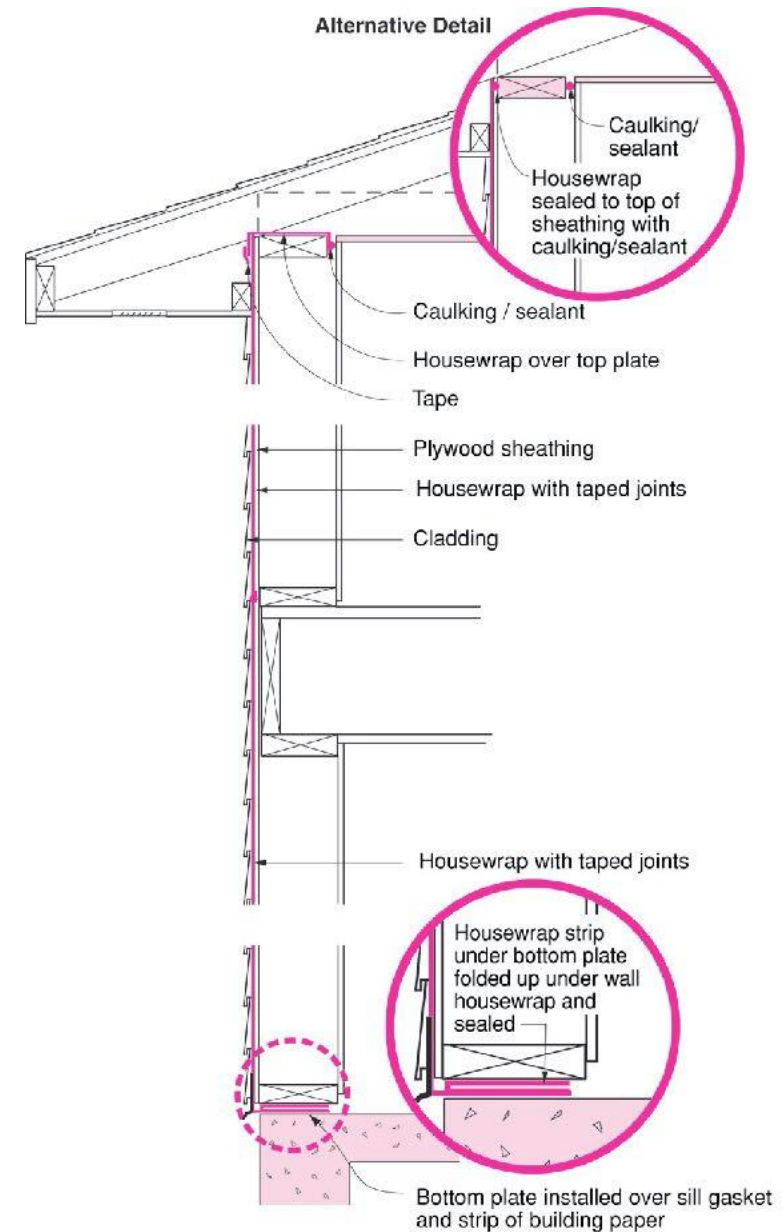 Alternative Detail
Caulking/
sealant
Housewrap
sealed to top of
sheathing with
caulking/sealant
Caulking / sealant
Housewrap over top plate
Tape
Plywood sheathing
Housewrap with taped joints
Cladding
Housewrap with taped joints
Housewrap strip
under bottom plate
folded up under wall
housewrap and
sealed
Bottom plate installed over sill gasket
and strip of building paper